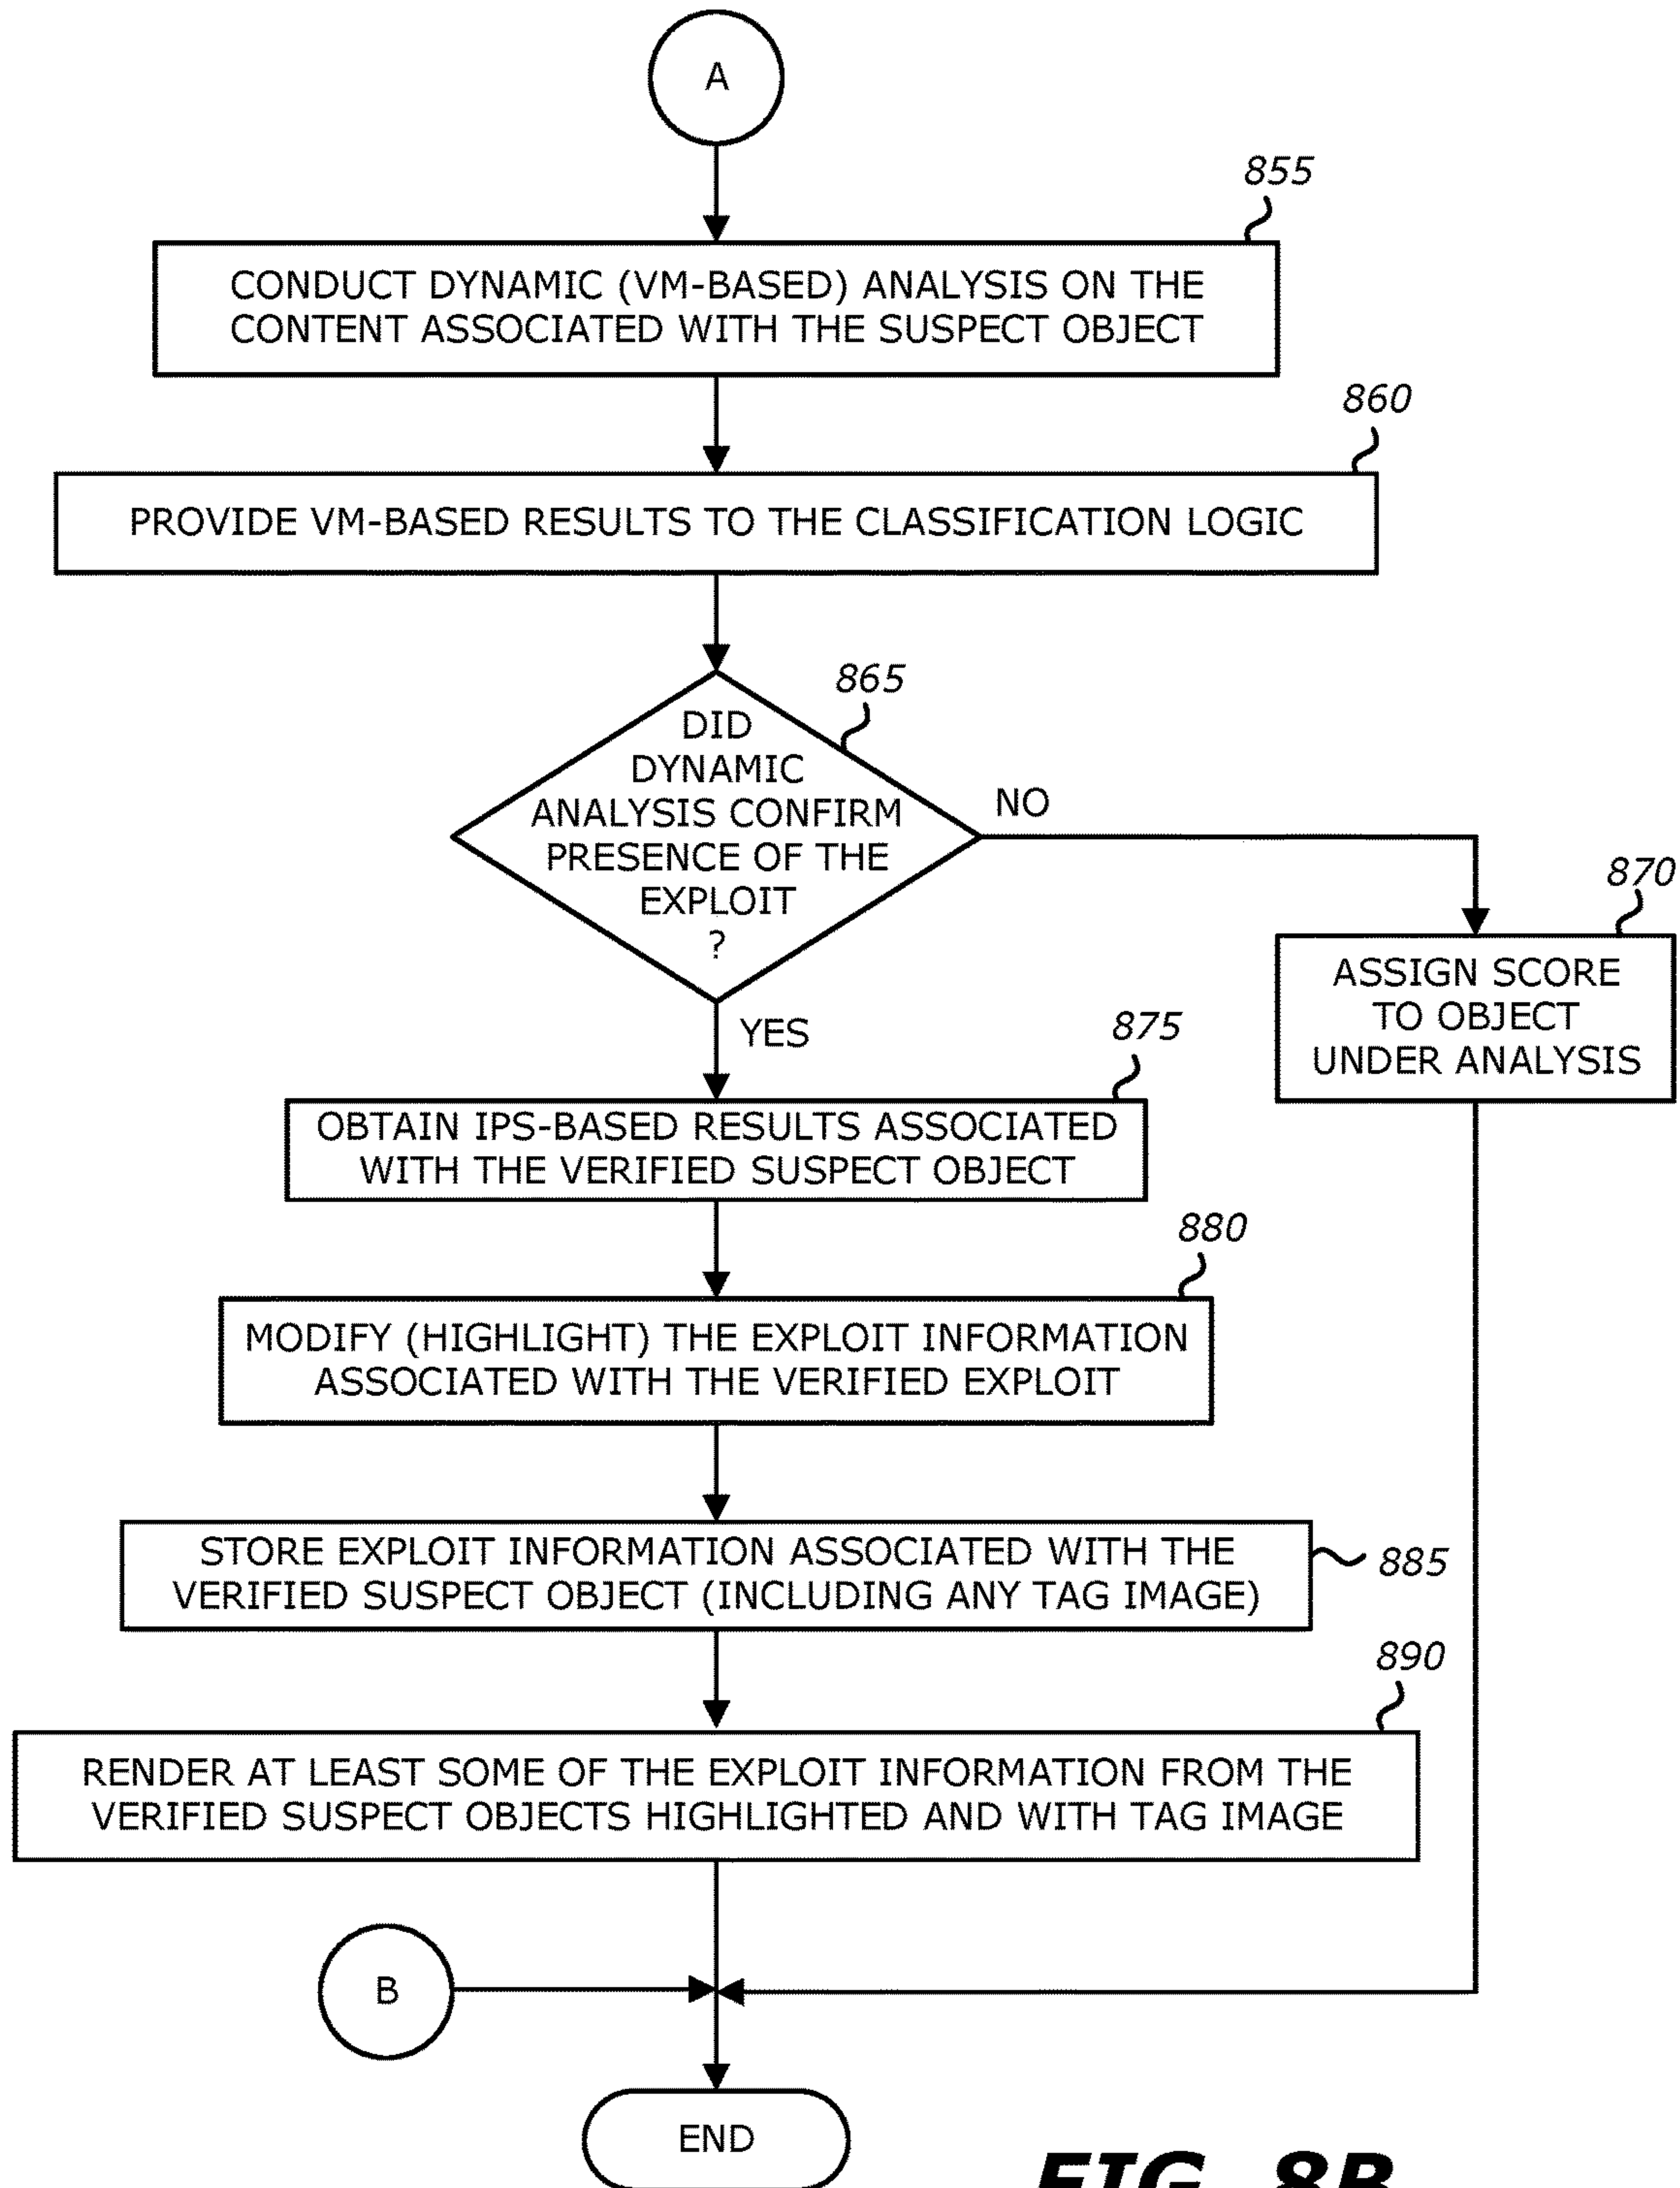 A
855
CONDUCT DYNAMIC (VM-BASED) ANALYSIS ON THE
CONTENT ASSOCIATED WITH THE SUSPECT OBJECT
860
PROVIDE VM-BASED RESULTS TO THE CLASSIFICATION LOGIC
865
DID
DYNAMIC
ANALYSIS CONFIRM
PRESENCE OF THE
EXPLOIT
?
NO
870
ASSIGN SCORE
TO OBJECT
UNDER ANALYSIS
YES
875
OBTAIN IPS-BASED RESULTS ASSOCIATED
WITH THE VERIFIED SUSPECT OBJECT
880
MODIFY (HIGHLIGHT) THE EXPLOIT INFORMATION
ASSOCIATED WITH THE VERIFIED EXPLOIT
STORE EXPLOIT INFORMATION ASSOCIATED WITH THE
VERIFIED SUSPECT OBJECT (INCLUDING ANY TAG IMAGE)
885
890
RENDER AT LEAST SOME OF THE EXPLOIT INFORMATION FROM THE
VERIFIED SUSPECT OBJECTS HIGHLIGHTED AND WITH TAG IMAGE
B
END
FIG. 8B